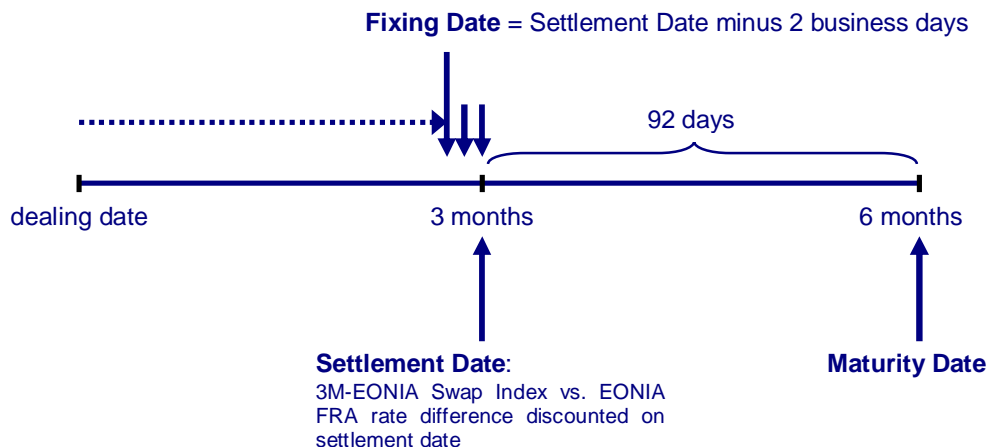 Fixing Date = Settlement Date minus 2 business days
92 days
dealing date
3 months
6 months
Settlement Date:
3M-EONIA Swap Index vs. EONIA
FRA rate difference discounted on
settlement date
Maturity Date